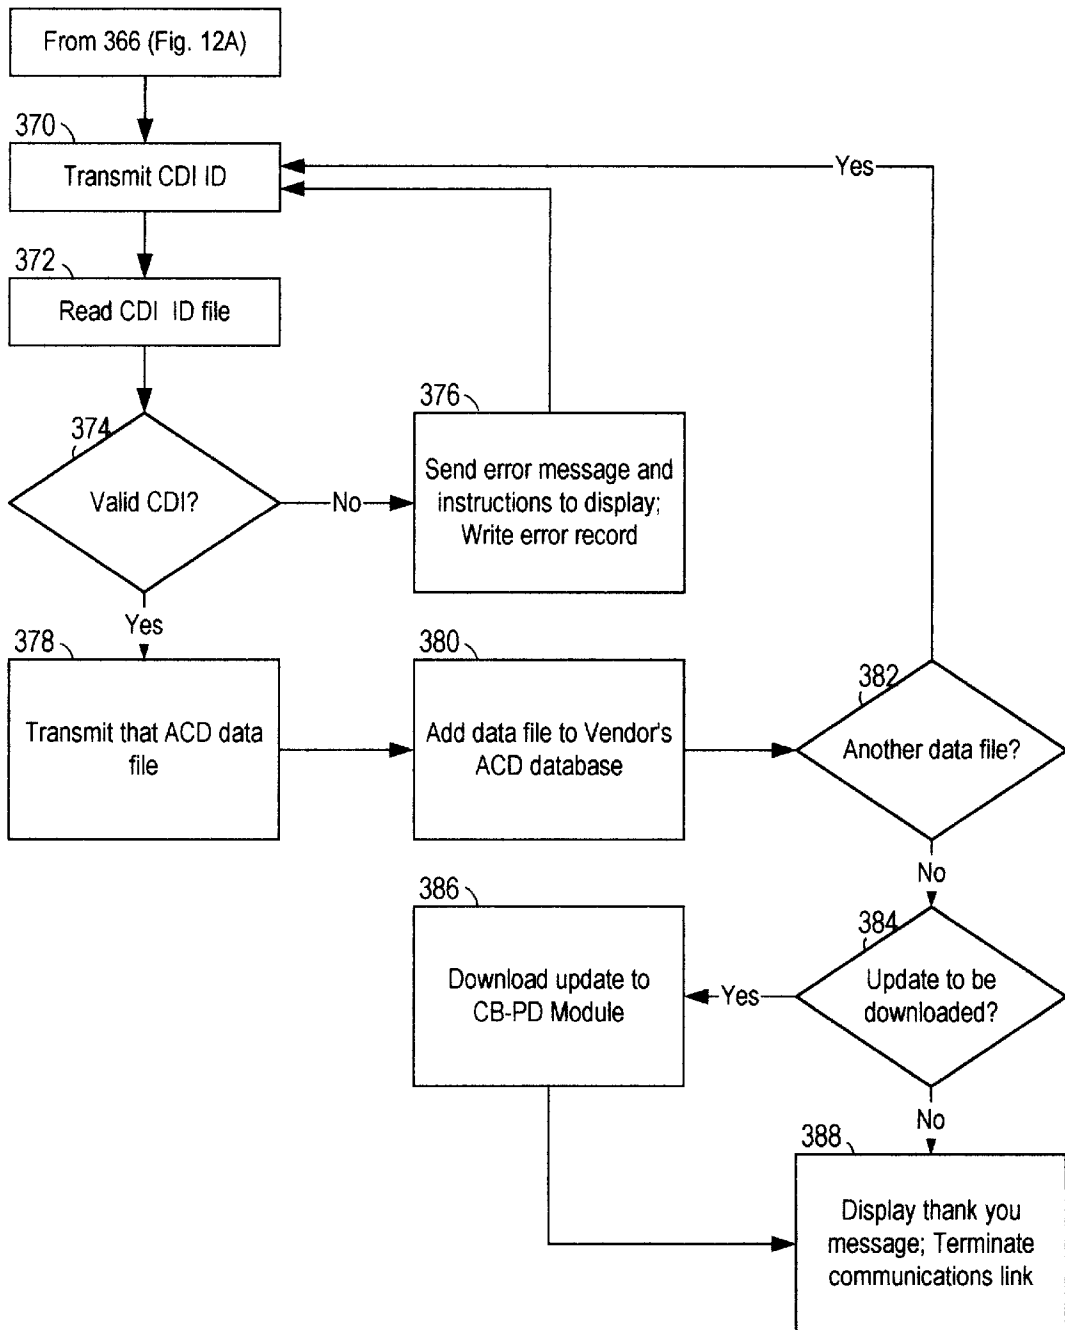 From 366 (Fig. 12A)
370
Transmit CDI ID
Yes
372
Read CDI ID file
374
Valid CDI?
No
376
Send error message and
instructions to display;
Write error record
Yes
378
Transmit that ACD data
file
380
Add data file to Vendor's
ACD database
382
Another data file?
No
384
Update to be
downloaded?
Yes
386
Download update to
CB-PD Module
No
388
Display thank you
message; Terminate
communications link